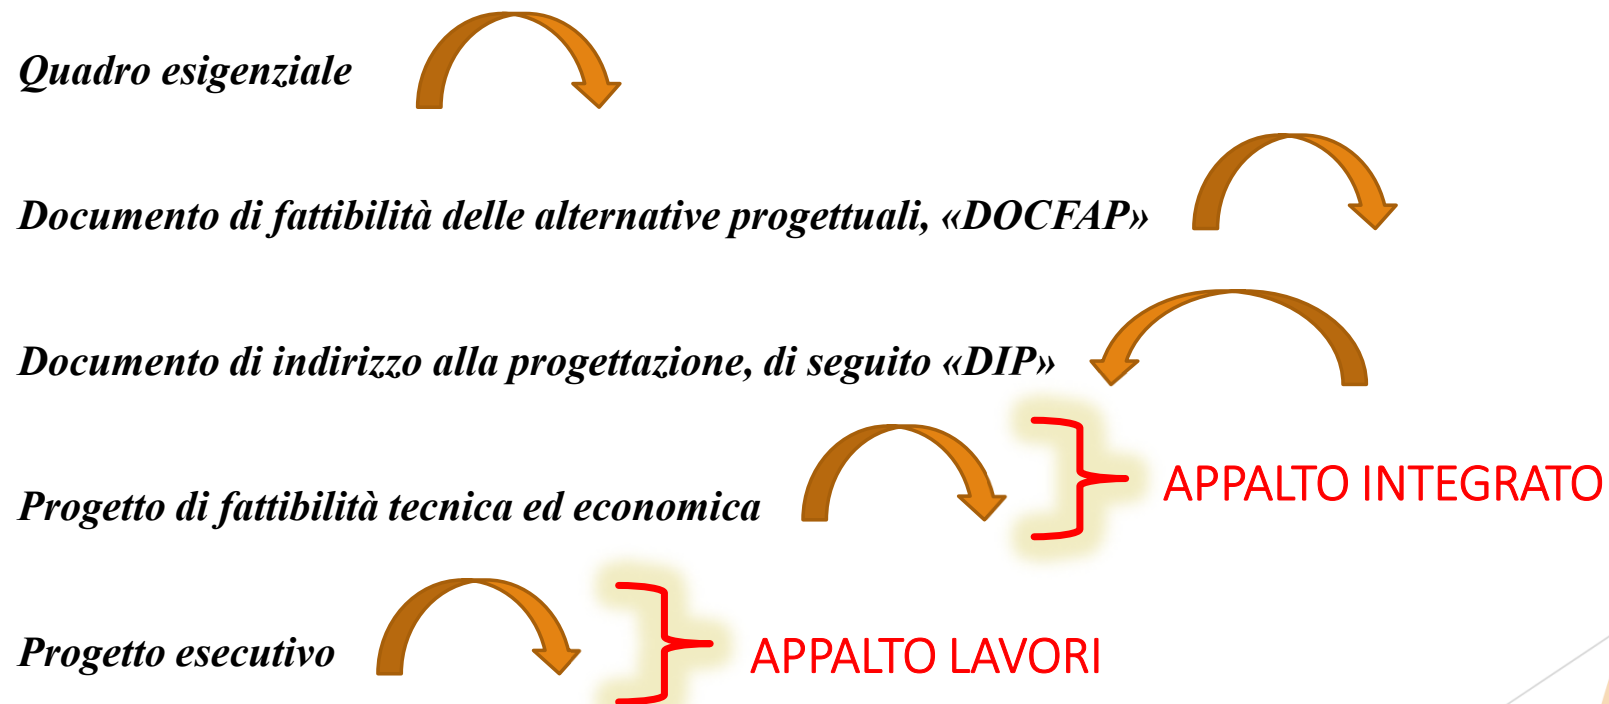 Quadro esigenziale
Documento di fattibilità delle alternative progettuali, «DOCFAP»
Documento di indirizzo alla progettazione, di seguito «DIP»
Progetto di fattibilità tecnica ed economica
APPALTO INTEGRATO
Progetto esecutivo
APPALTO LAVORI